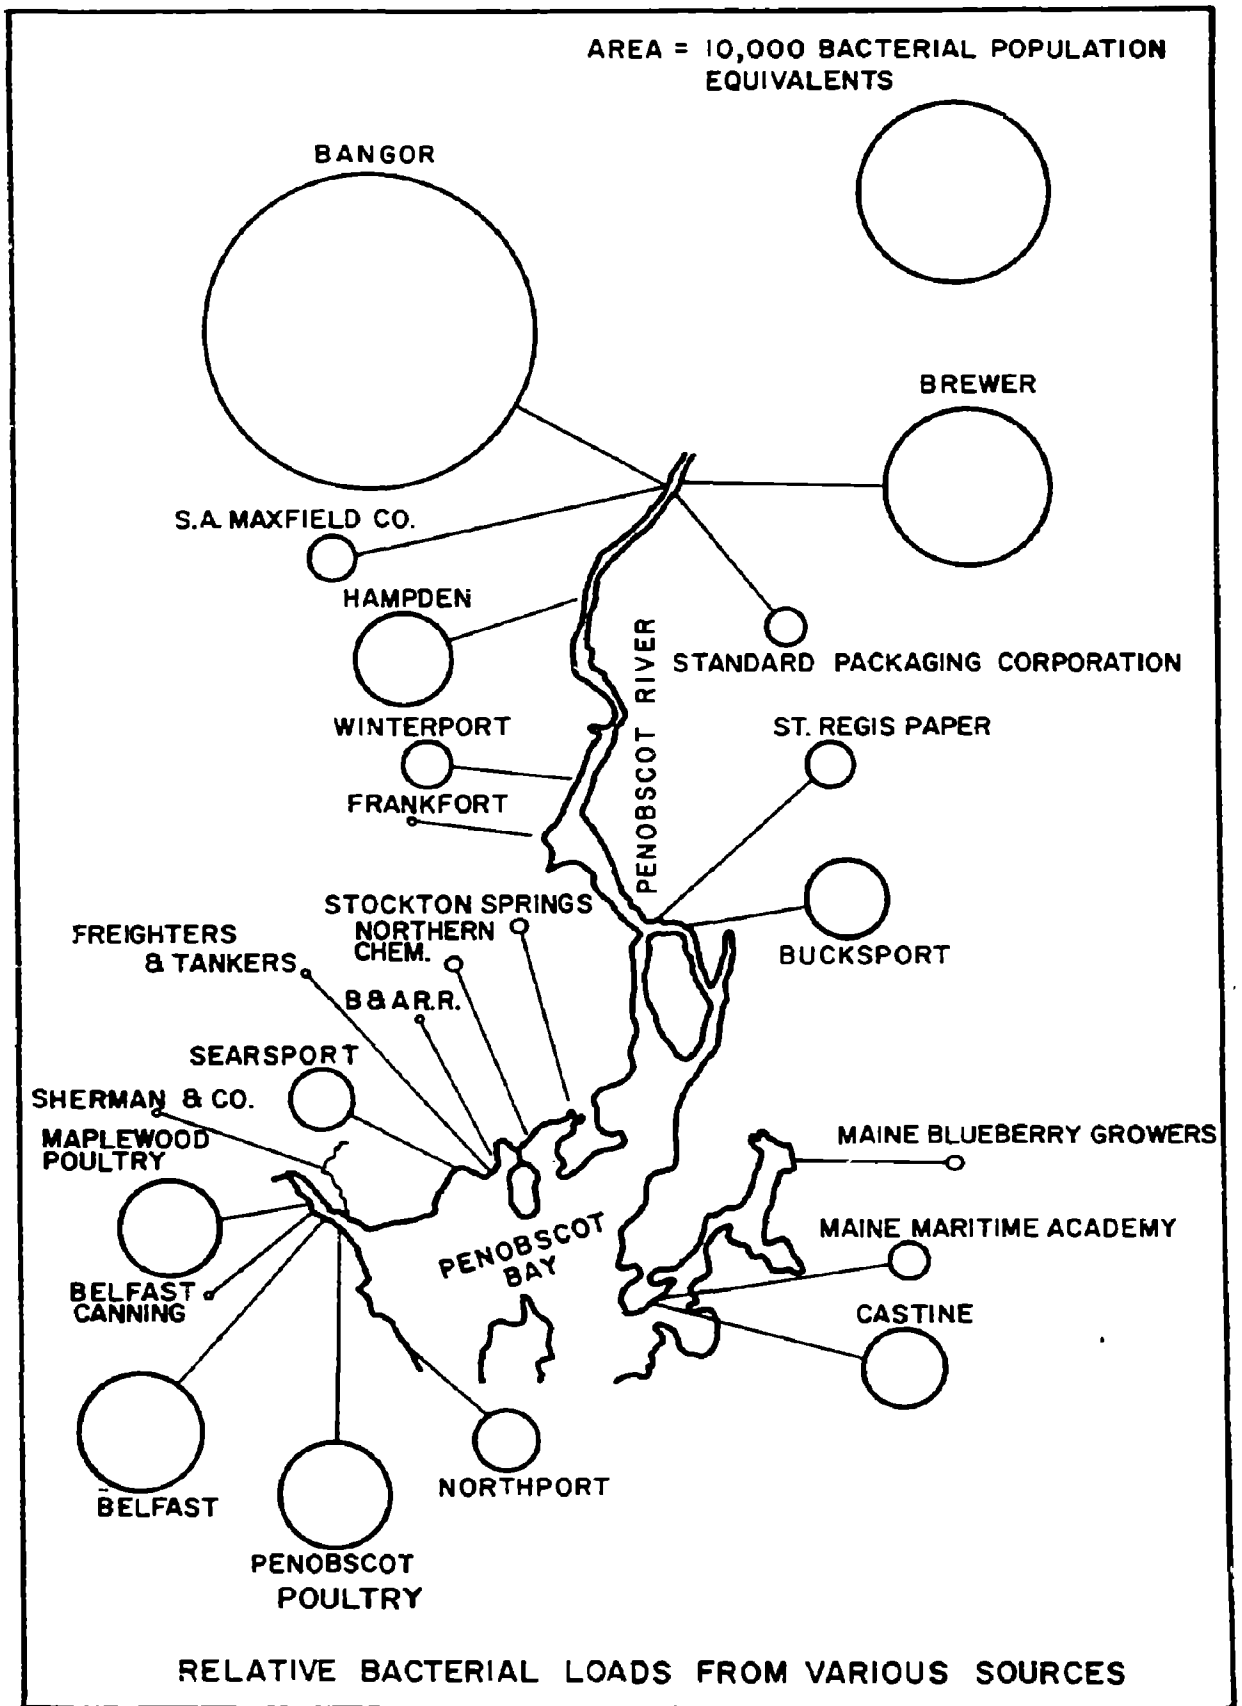 AREA = 10,000 BACTERIAL POPULATION
EQUIVALENTS
BANGOR
BREWER
S.A. MAXFIELD CO.
HAMPDEN
STANDARD PACKAGING CORPORATION
PENOBSCOT RIVER
WINTERPORT
ST. REGIS PAPER
FRANKFORT
STOCKTON SPRINGS
NORTHERN
CHEM.
FREIGHTERS
& TANKERS
BUCKSPORT
B & A R.R.
SEARSPORT
SHERMAN & CO.
MAPLEWOOD
POULTRY
MAINE BLUEBERRY GROWERS
MAINE MARITIME ACADEMY
PENOBSCOT
BAY
BELFAST
CANNING
CASTINE
NORTHPORT
BELFAST
PENOBSCOT
POULTRY
RELATIVE BACTERIAL LOADS FROM VARIOUS SOURCES